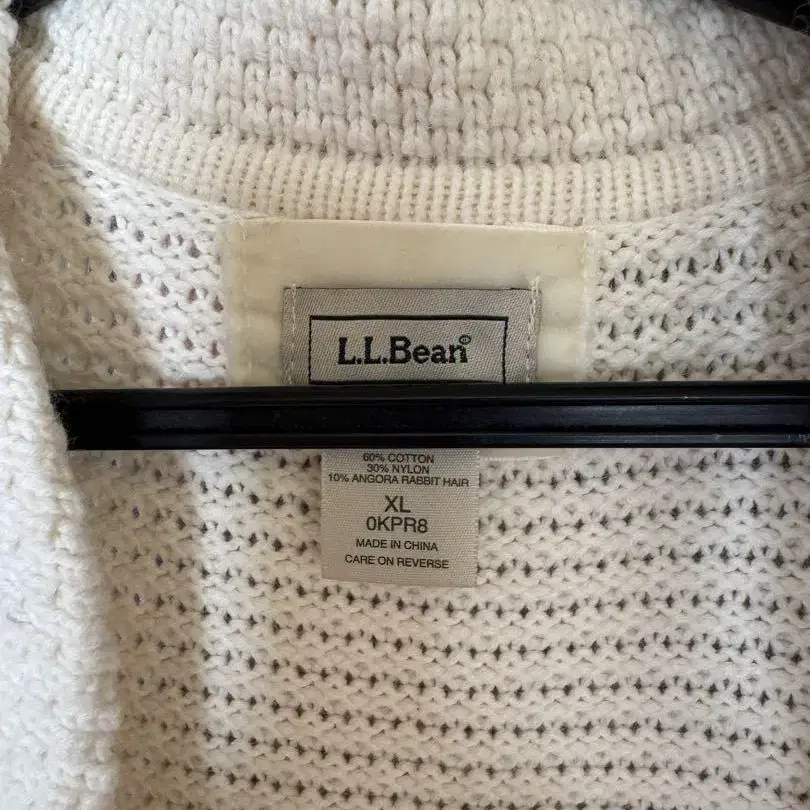 L.L.Bean®
60% COTTON
30% NYLON
10% ANGORA RABBIT HAIR
XL
0KPR8
MADE IN CHINA
CARE ON REVERSE